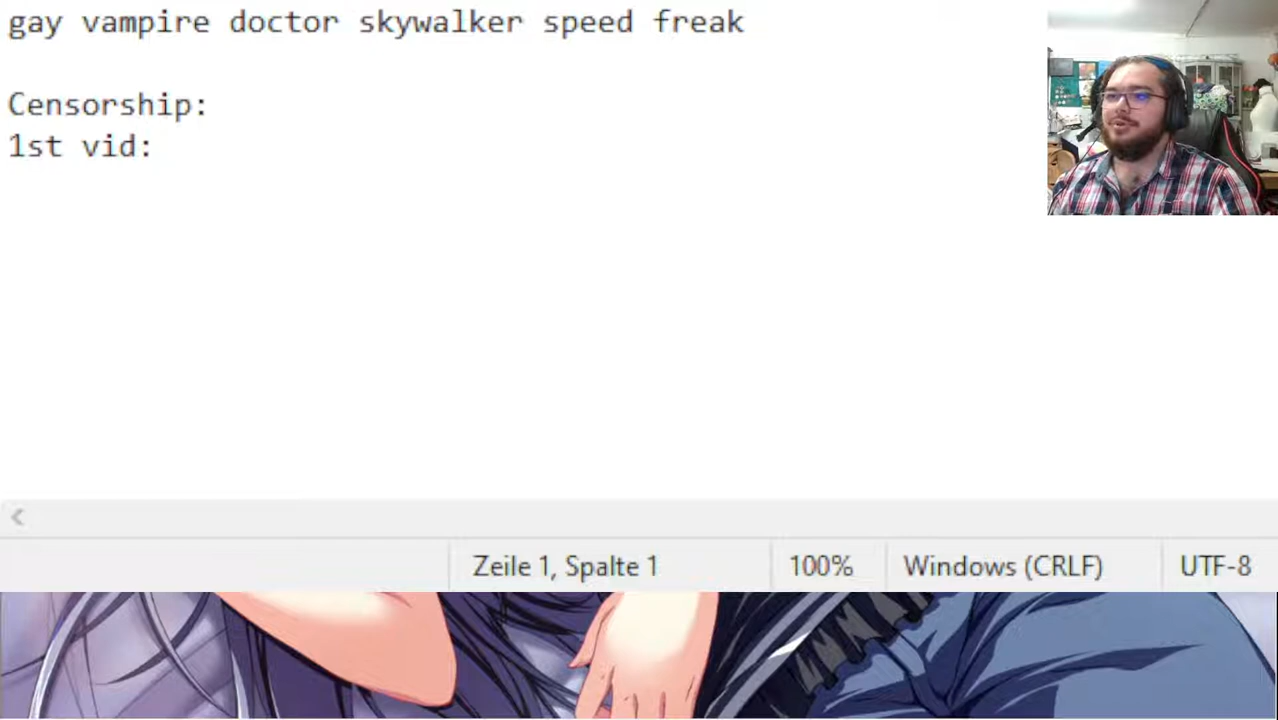 gay vampire doctor skywalker speed freak
Censorship:
1st vid:
Zeile 1, Spalte 1
100%
Windows (CRLF)
UTF-8